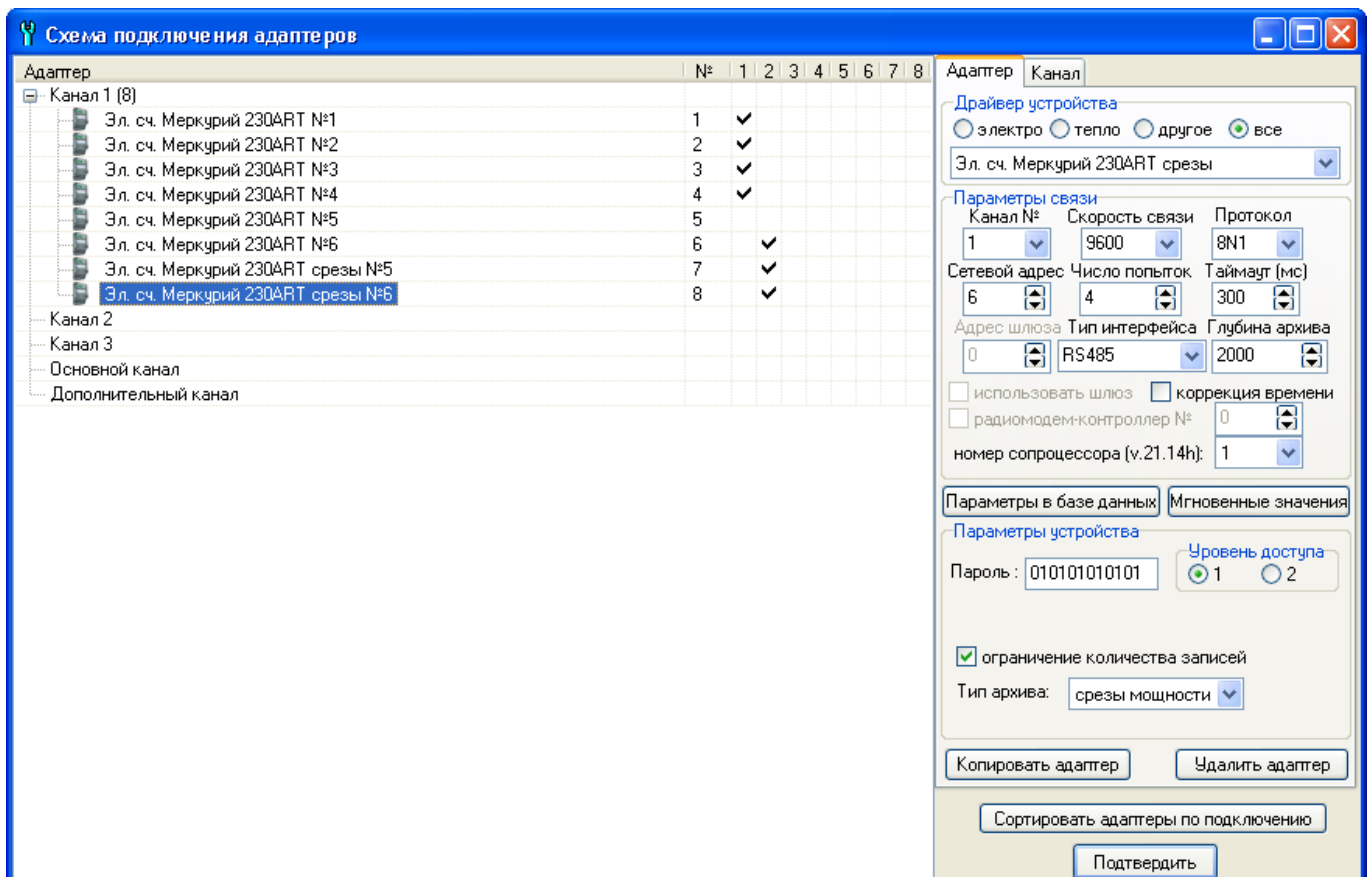 Схема подключения адаптеров
Адаптер № 1 2 3 4 5 6 7 8
Канал 1 (8)
Эл. сч. Меркурий 230ART №1 1
Эл. сч. Меркурий 230ART №2 2
Эл. сч. Меркурий 230ART №3 3
Эл. сч. Меркурий 230ART №4 4
Эл. сч. Меркурий 230ART №5 5
Эл. сч. Меркурий 230ART №6 6
Эл. сч. Меркурий 230ART срезы №5 7
Эл. сч. Меркурий 230ART срезы №6 8
Канал 2
Канал 3
Основной канал
Дополнительный канал
Адаптер Канал
Драйвер устройства
электро тепло другое все
Эл. сч. Меркурий 230ART срезы
Параметры связи
Канал № Скорость связи Протокол
1 9600 8N1
Сетевой адрес Число попыток Таймаут (мс)
6 4 300
Адрес шлюза Тип интерфейса Глубина архива
0 RS485 2000
использовать шлюз коррекция времени
радиомодем-контроллер № 0
номер сопроцессора (v.21.14h): 1
Параметры в базе данных Мгновенные значения
Параметры устройства
Уровень доступа
Пароль : 010101010101 1 2
ограничение количества записей
Тип архива: срезы мощности
Копировать адаптер Удалить адаптер
Сортировать адаптеры по подключению
Подтвердить